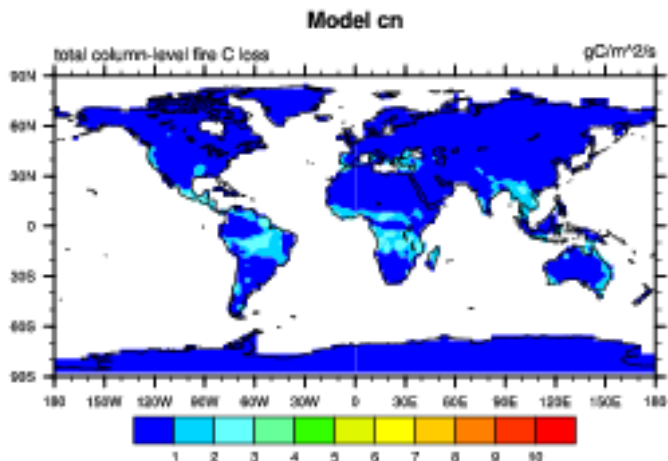 Model cn
total column-level fire C loss gC/m^2/s
90N
60N
30N
0
30S
60S
90S
180 150W 120W 90W 60W 30W 0 30E 60E 90E 120E 150E 180
1 2 3 4 5 6 7 8 9 10